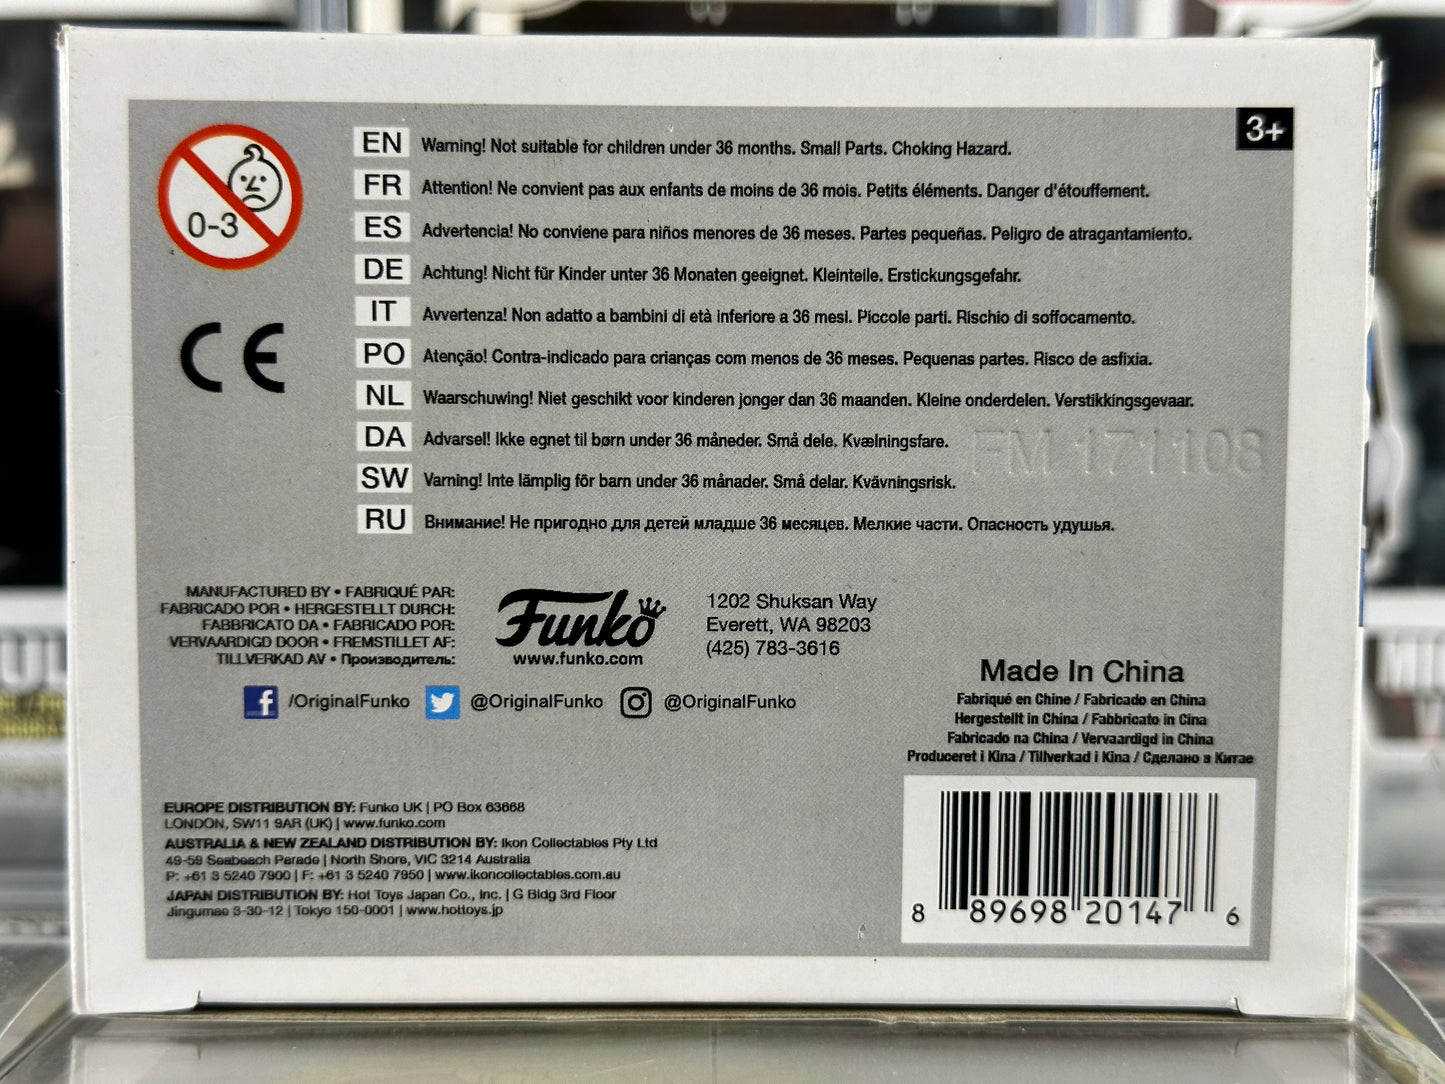 3+
0-3
EN Warning! Not suitable for children under 36 months. Small Parts. Choking Hazard.
FR Attention! Ne convient pas aux enfants de moins de 36 mois. Petits éléments. Danger d'étouffement.
ES Advertencia! No conviene para niños menores de 36 meses. Partes pequeñas. Peligro de atragantamiento.
DE Achtung! Nicht für Kinder unter 36 Monaten geeignet. Kleinteile. Erstickungsgefahr.
IT Avvertenza! Non adatto a bambini di età inferiore a 36 mesi. Piccole parti. Rischio di soffocamento.
PO Atenção! Contra-indicado para crianças com menos de 36 meses. Pequenas partes. Risco de asfixia.
NL Waarschuwing! Niet geschikt voor kinderen jonger dan 36 maanden. Kleine onderdelen. Verstikkingsgevaar.
DA Advarsel! Ikke egnet til børn under 36 måneder. Små dele. Kvælningsfare.
SW Varning! Inte lämplig för barn under 36 månader. Små delar. Kvävningsrisk.
RU Внимание! Не пригодно для детей младше 36 месяцев. Мелкие части. Опасность удушья.
CE
FM 171108
MANUFACTURED BY • FABRIQUÉ PAR:
FABRICADO POR • HERGESTELLT DURCH:
FABBRICATO DA • FABRICADO POR:
VERVAARDIGD DOOR • FREMSTILLET AF:
TILLVERKAD AV • Производитель:
Funko
www.funko.com
1202 Shuksan Way
Everett, WA 98203
(425) 783-3616
/OriginalFunko @OriginalFunko @OriginalFunko
Made In China
Fabriqué en Chine / Fabricado en China
Hergestellt in China / Fabbricato in Cina
Fabricado na China / Vervaardigd in China
Produceret i Kina / Tillverkad i Kina / Сделано в Китае
EUROPE DISTRIBUTION BY: Funko UK | PO Box 63668
LONDON, SW11 9AR (UK) | www.funko.com
AUSTRALIA & NEW ZEALAND DISTRIBUTION BY: Ikon Collectables Pty Ltd
49-59 Seabeach Parade | North Shore, VIC 3214 Australia
P: +61 3 5240 7900 | F: +61 3 5240 7950 | www.ikoncollectables.com.au
JAPAN DISTRIBUTION BY: Hot Toys Japan Co., Inc. | G Bldg 3rd Floor
Jingumae 3-30-12 | Tokyo 150-0001 | www.hottoys.jp
8 89698 20147 6